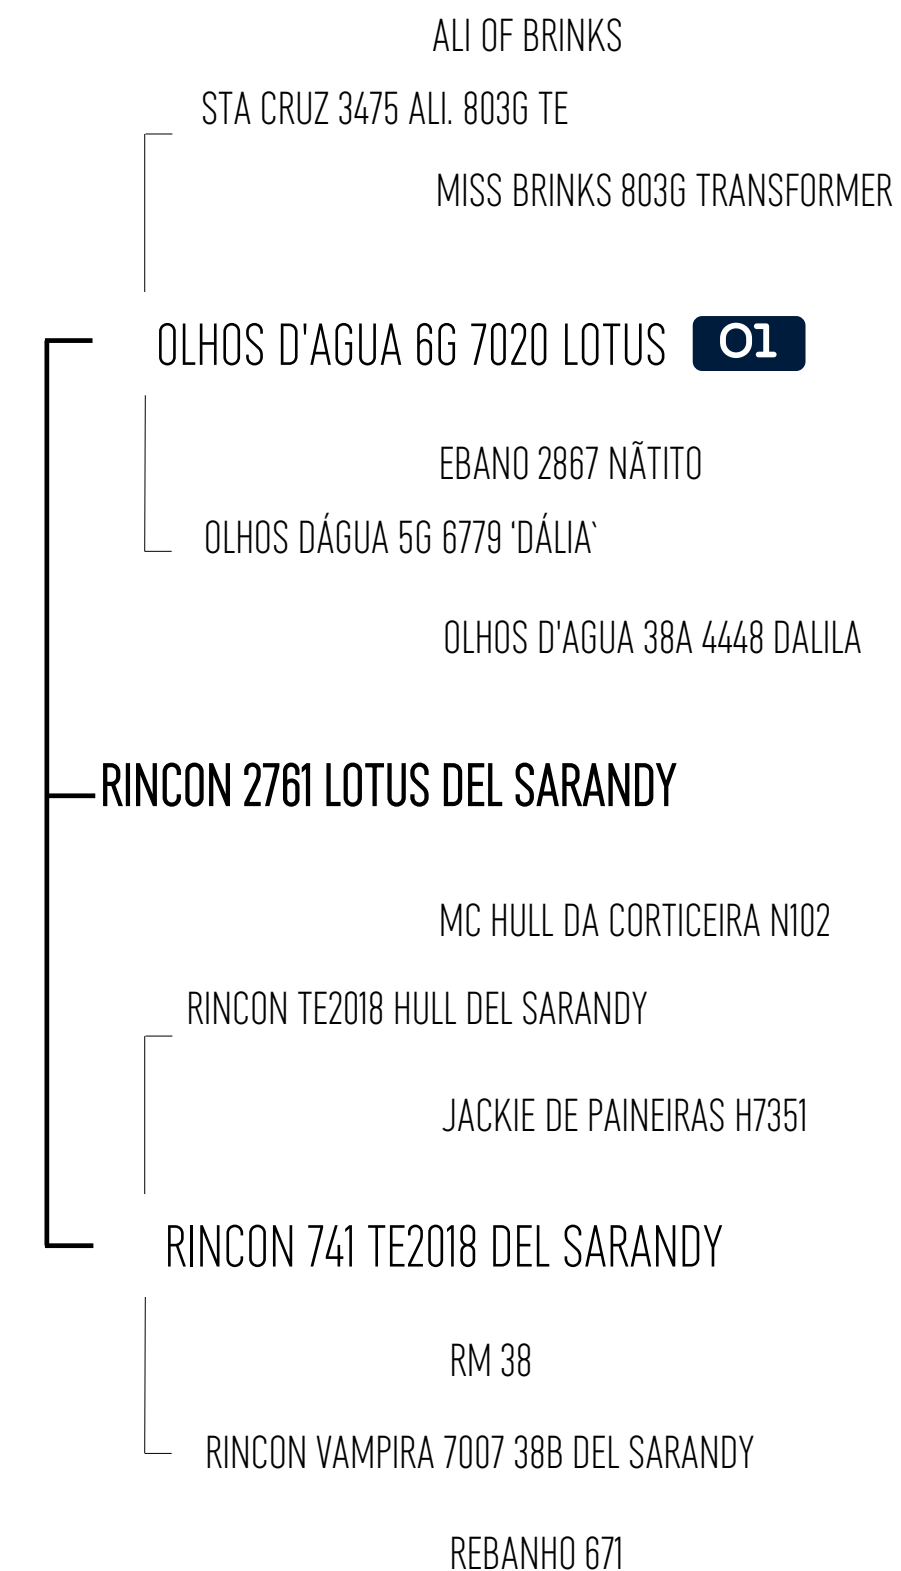 ALI OF BRINKS
STA CRUZ 3475 ALI. 803G TE
MISS BRINKS 803G TRANSFORMER
OLHOS D'AGUA 6G 7020 LOTUS 01
EBANO 2867 NÃTITO
OLHOS DÁGUA 5G 6779 ‘DÁLIA`
OLHOS D'AGUA 38A 4448 DALILA
RINCON 2761 LOTUS DEL SARANDY
MC HULL DA CORTICEIRA N102
RINCON TE2018 HULL DEL SARANDY
JACKIE DE PAINEIRAS H7351
RINCON 741 TE2018 DEL SARANDY
RM 38
RINCON VAMPIRA 7007 38B DEL SARANDY
REBANHO 671